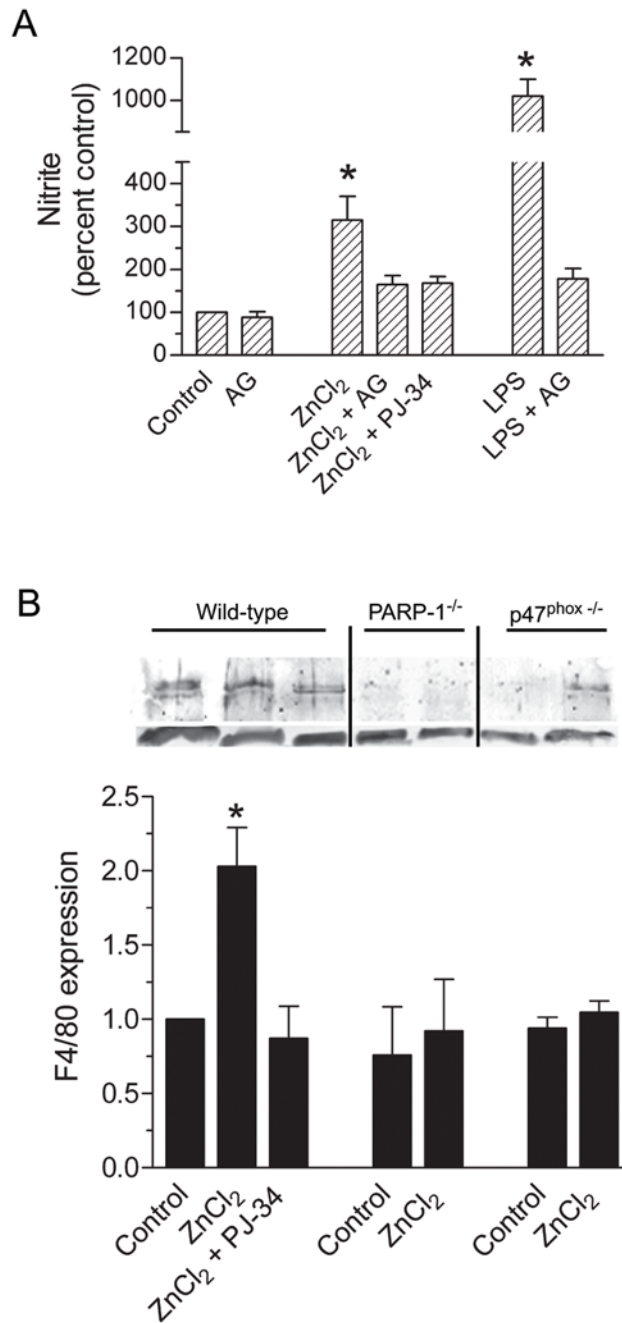 A
Nitrite
(percent control)
1200
1000
400
300
200
100
0
*
*
Control
AG
ZnCl₂
ZnCl₂ + AG
ZnCl₂ + PJ-34
LPS
LPS + AG
B
Wild-type
PARP-1⁻/⁻
p47ᵖʰᵒˣ ⁻/⁻
F4/80 expression
2.5
2.0
1.5
1.0
0.5
0.0
*
Control
ZnCl₂
ZnCl₂ + PJ-34
Control
ZnCl₂
Control
ZnCl₂